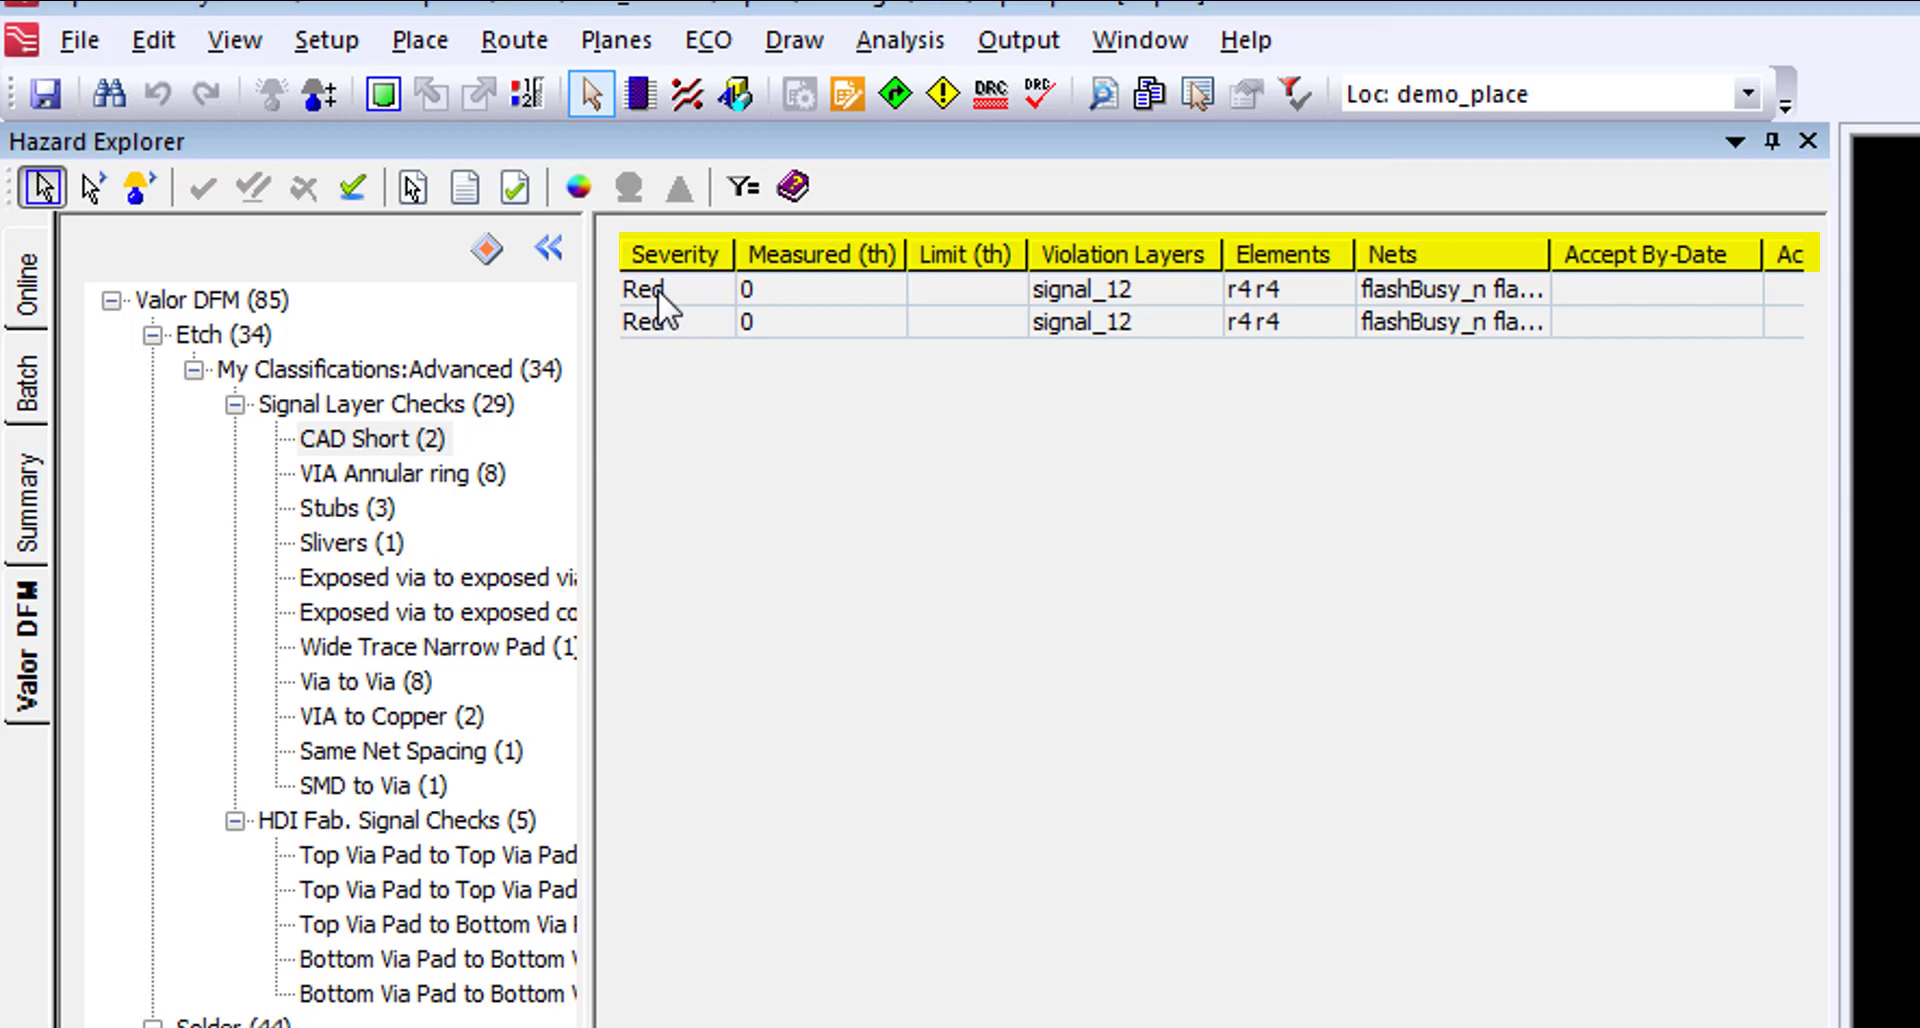 File Edit View Setup Place Route Planes ECO Draw Analysis Output Window Help
DRC DRC Loc: demo_place
Hazard Explorer
Y=
Online
Batch
Summary
Valor DFM
Valor DFM (85)
Etch (34)
My Classifications:Advanced (34)
Signal Layer Checks (29)
CAD Short (2)
VIA Annular ring (8)
Stubs (3)
Slivers (1)
Exposed via to exposed via
Exposed via to exposed co
Wide Trace Narrow Pad (1)
Via to Via (8)
VIA to Copper (2)
Same Net Spacing (1)
SMD to Via (1)
HDI Fab. Signal Checks (5)
Top Via Pad to Top Via Pad
Top Via Pad to Top Via Pad
Top Via Pad to Bottom Via
Bottom Via Pad to Bottom
Bottom Via Pad to Bottom
Solder (44)
Severity Measured (th) Limit (th) Violation Layers Elements Nets Accept By-Date Ac
Red 0 signal_12 r4 r4 flashBusy_n fla...
Red 0 signal_12 r4 r4 flashBusy_n fla...